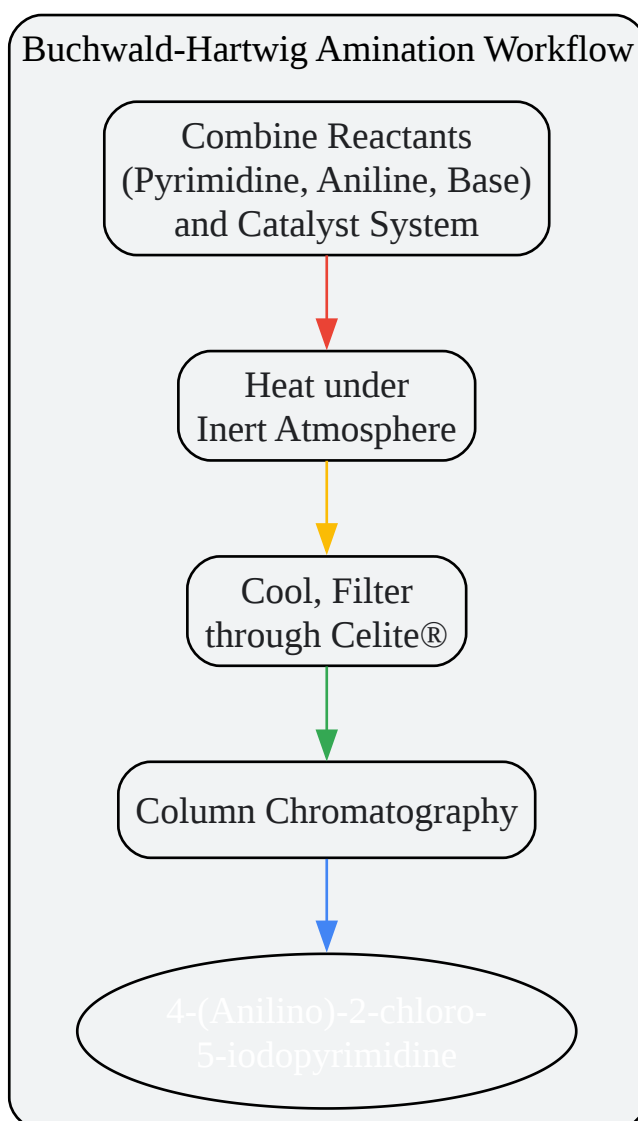 Buchwald-Hartwig Amination Workflow
Combine Reactants
(Pyrimidine, Aniline, Base)
and Catalyst System
Heat under
Inert Atmosphere
Cool, Filter
through Celite®
Column Chromatography
4-(Anilino)-2-chloro-
5-iodopyrimidine